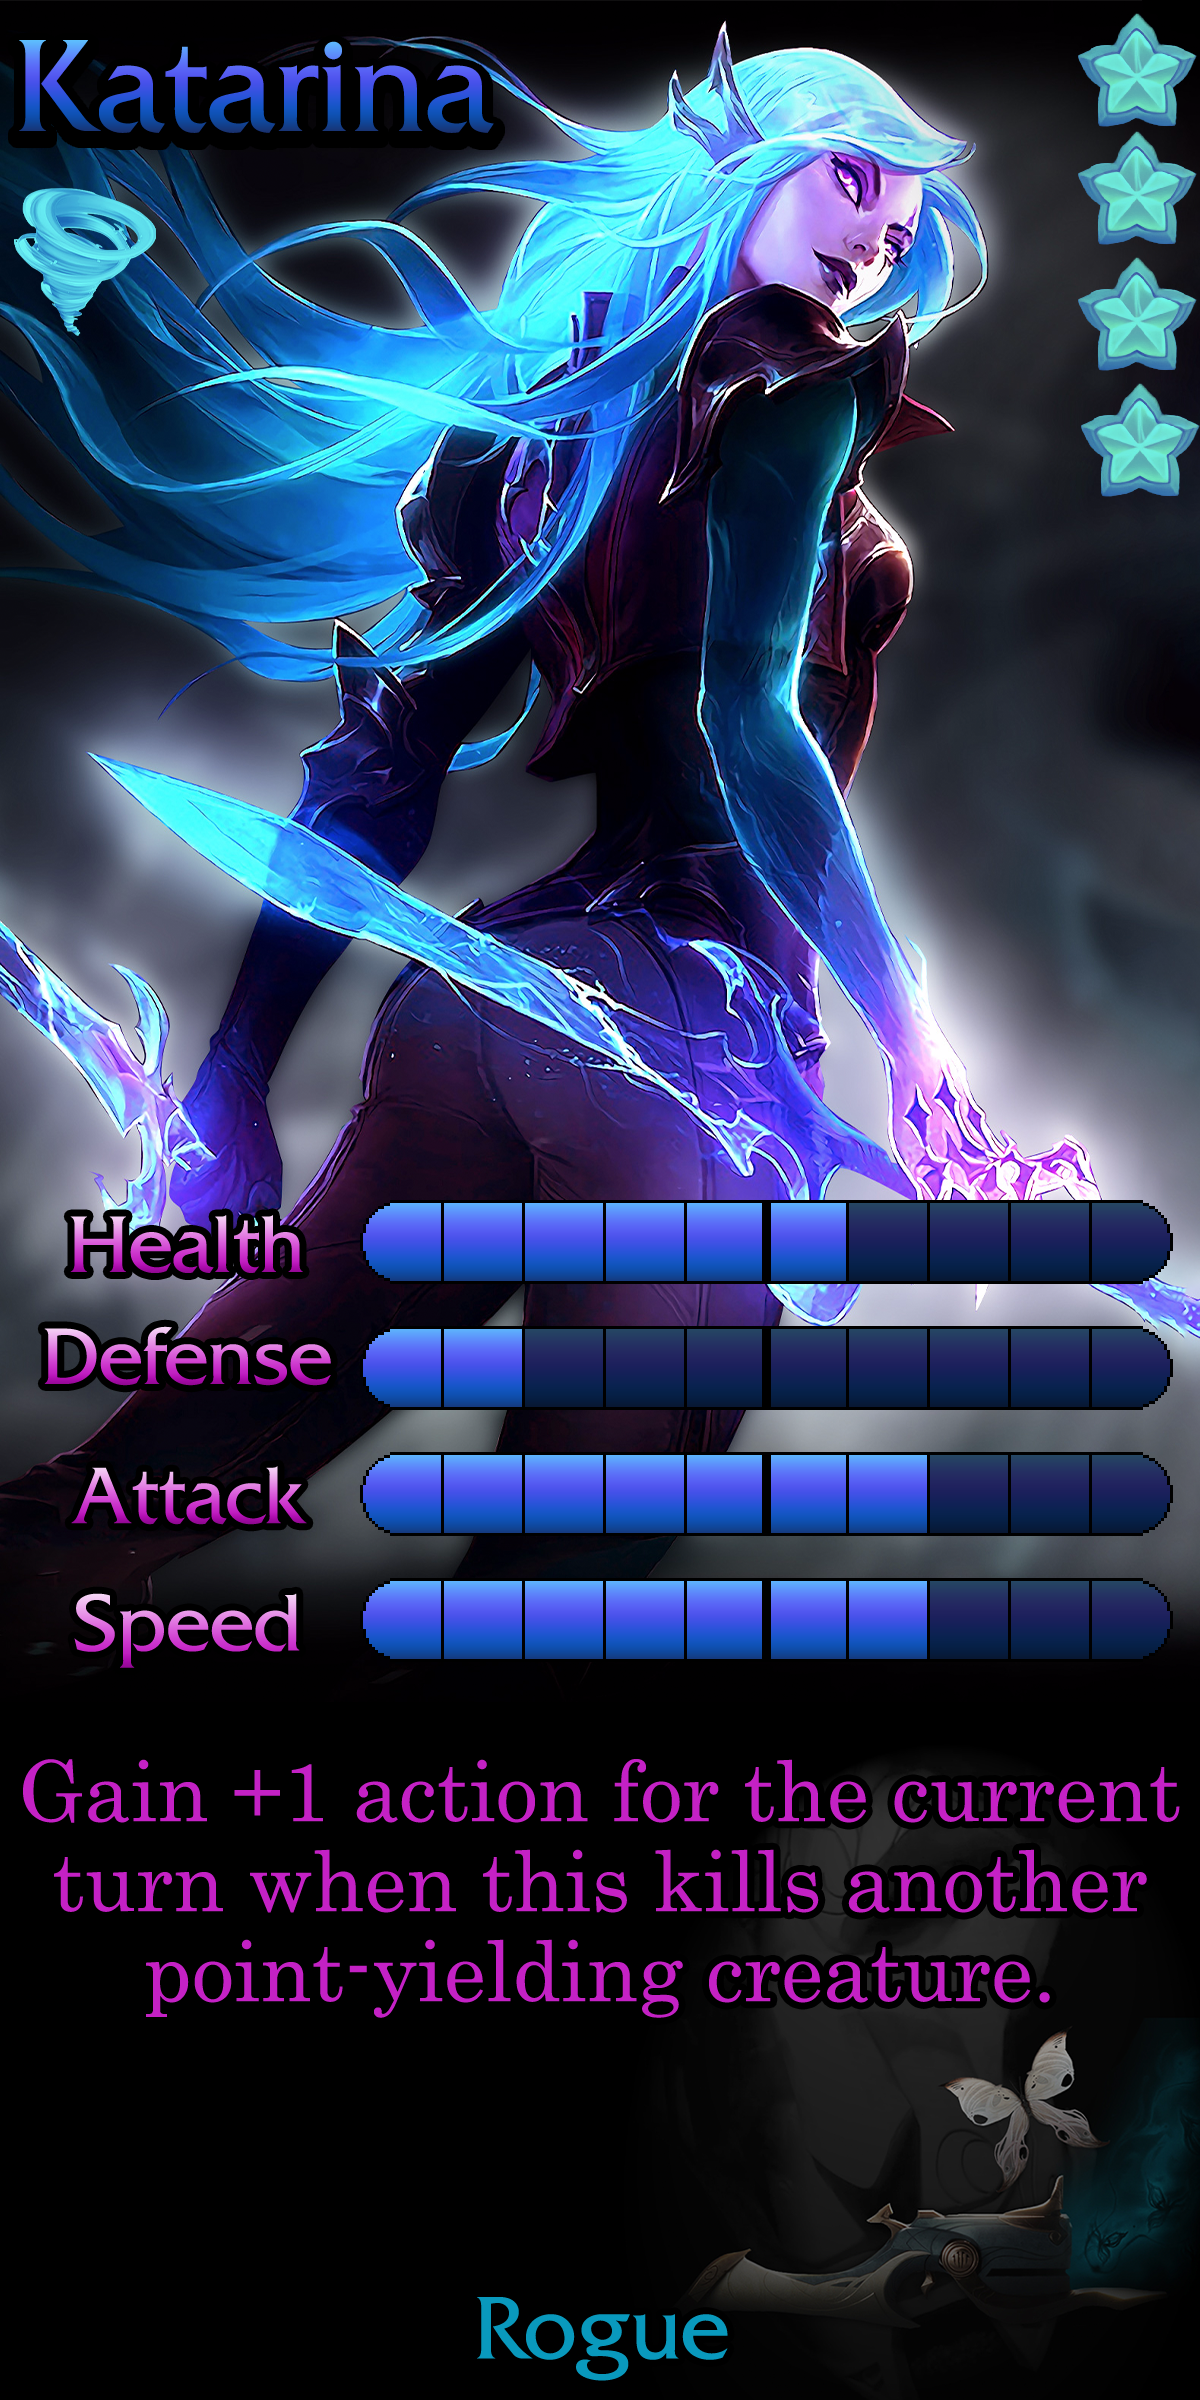 Katarina
Health
Defense
Attack
Speed
Gain +1 action for the current
turn when this kills another
point-yielding creature.
Rogue